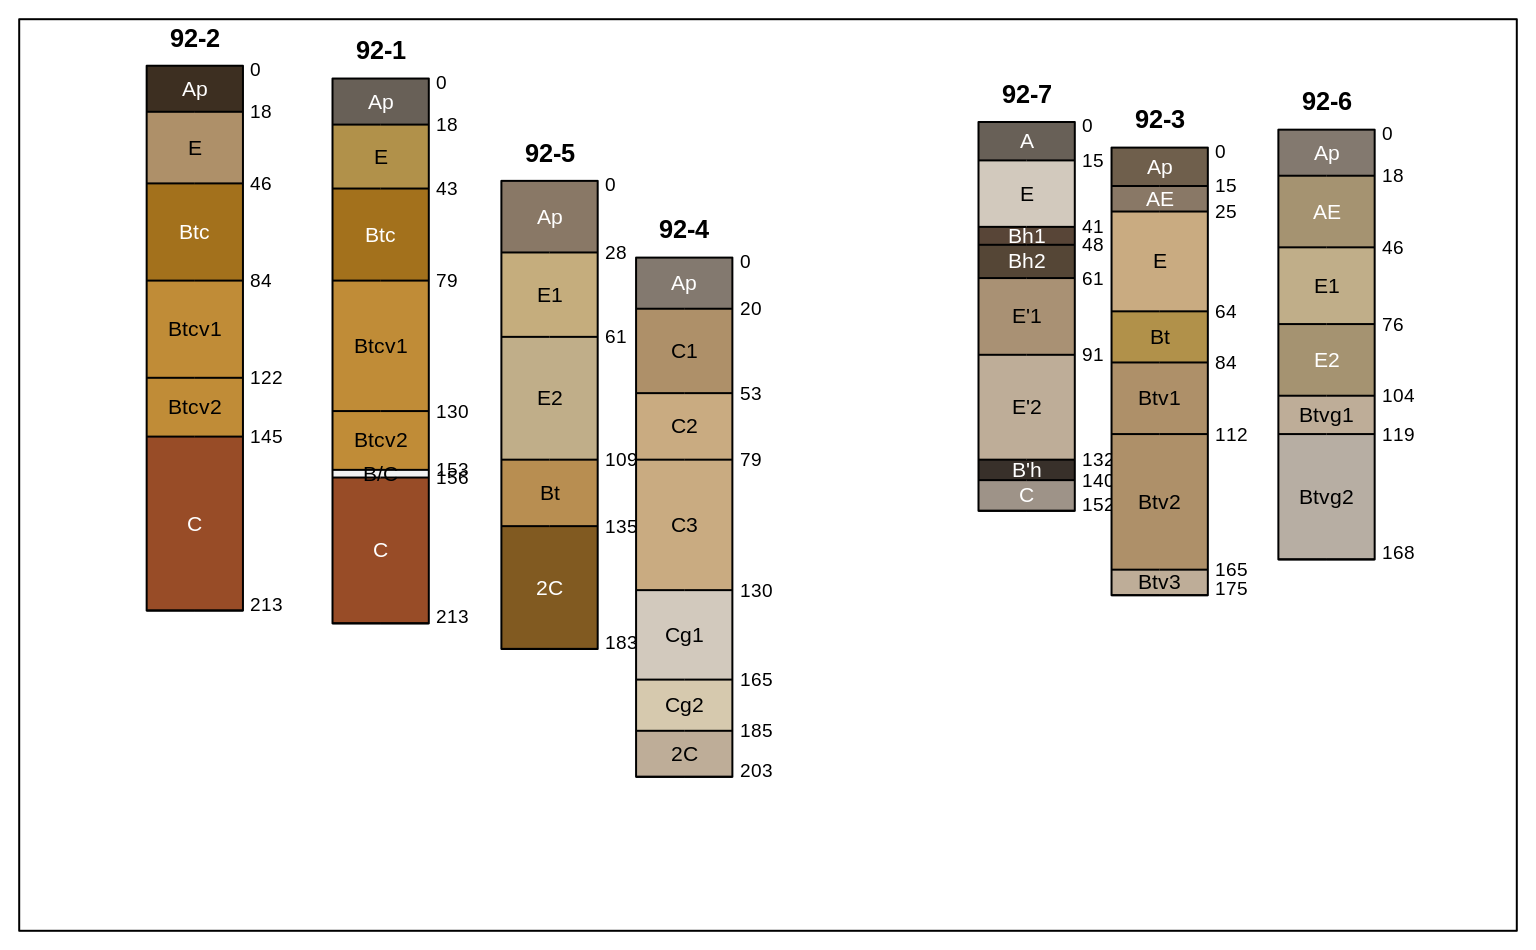 92-2
0
Ap
18
E
46
Btc
84
Btcv1
122
Btcv2
145
C
213
92-1
0
Ap
18
E
43
Btc
79
Btcv1
130
Btcv2
153
B/C
156
C
213
92-5
0
Ap
28
E1
61
E2
109
Bt
135
2C
183
92-4
0
Ap
20
C1
53
C2
79
C3
130
Cg1
165
Cg2
185
2C
203
92-7
0
A
15
E
41
Bh1
48
Bh2
61
E'1
91
E'2
132
B'h
140
C
152
92-3
0
Ap
15
AE
25
E
64
Bt
84
Btv1
112
Btv2
165
Btv3
175
92-6
0
Ap
18
AE
46
E1
76
E2
104
Btvg1
119
Btvg2
168